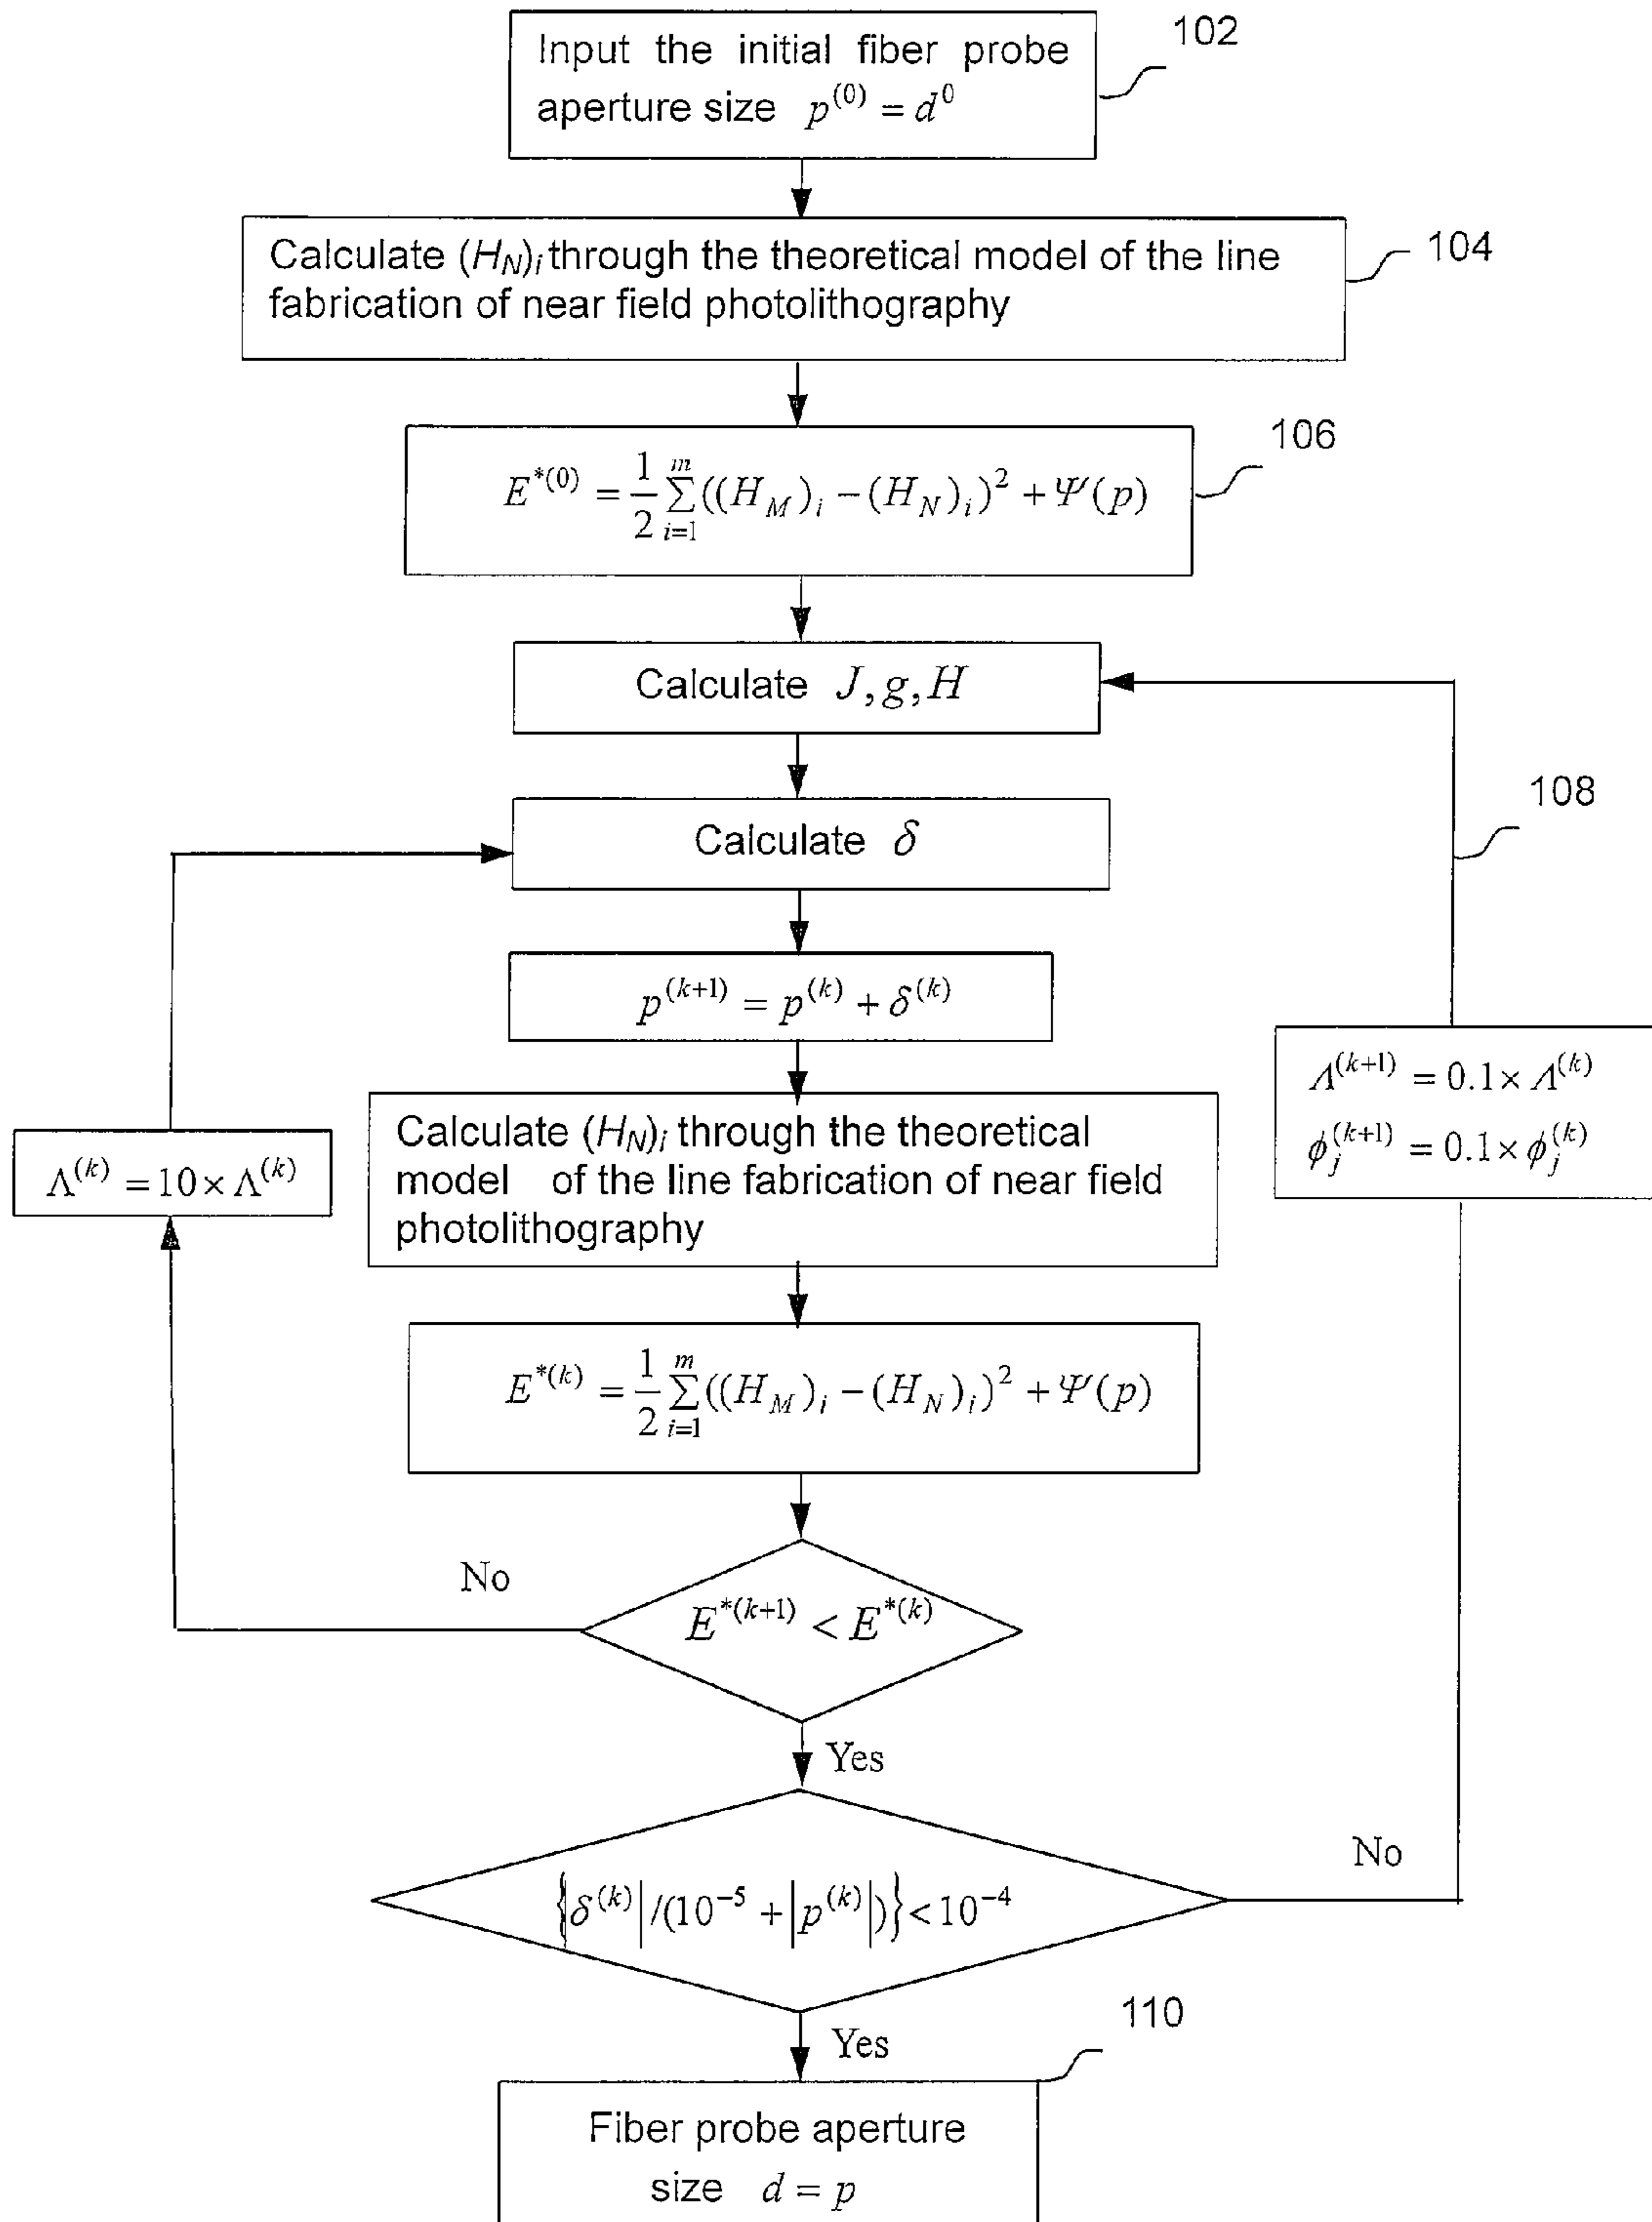 Input the initial fiber probe
aperture size p^{(0)} = d^0
102
Calculate (H_N)_i through the theoretical model of the line
fabrication of near field photolithography
104
E^{*(0)} = \frac{1}{2} \sum_{i=1}^{m} ((H_M)_i - (H_N)_i)^2 + Ψ(p)
106
Calculate J, g, H
Calculate δ
108
p^{(k+1)} = p^{(k)} + δ^{(k)}
Λ^{(k+1)} = 0.1 × Λ^{(k)}
ϕ_j^{(k+1)} = 0.1 × ϕ_j^{(k)}
Calculate (H_N)_i through the theoretical
model of the line fabrication of near field
photolithography
Λ^{(k)} = 10 × Λ^{(k)}
E^{*(k)} = \frac{1}{2} \sum_{i=1}^{m} ((H_M)_i - (H_N)_i)^2 + Ψ(p)
No
E^{*(k+1)} < E^{*(k)}
Yes
No
{|δ^{(k)}| /(10^{-5} + |p^{(k)}|)} < 10^{-4}
Yes
110
Fiber probe aperture
size d = p